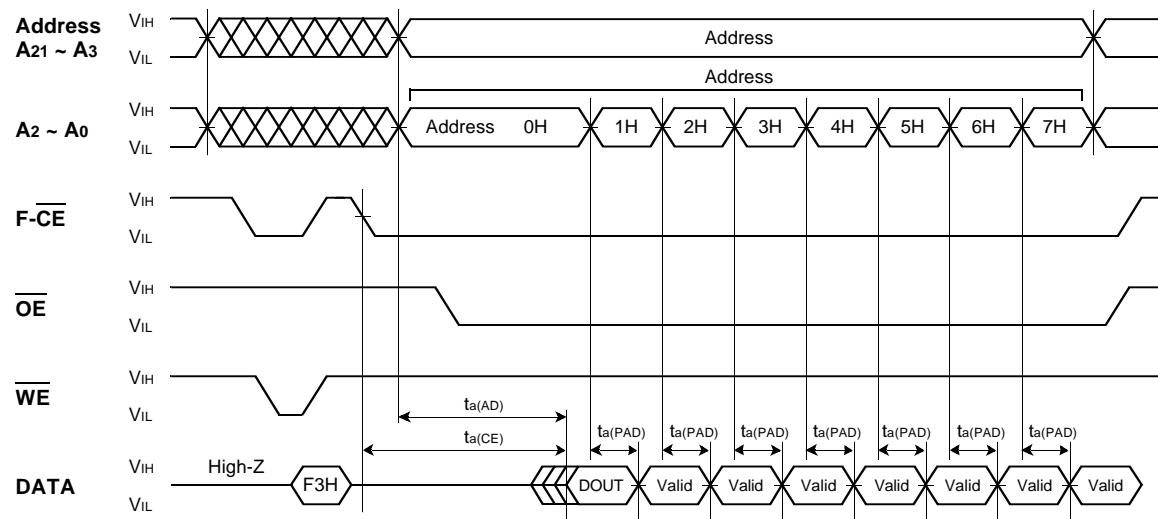 Address
A21 ~ A3
VIH
VIL
Address
Address
A2 ~ A0
VIH
VIL
Address 0H 1H 2H 3H 4H 5H 6H 7H
F-CE
VIH
VIL
OE
VIH
VIL
WE
VIH
VIL
ta(AD)
ta(CE)
ta(PAD) ta(PAD) ta(PAD) ta(PAD) ta(PAD) ta(PAD) ta(PAD)
DATA
VIH
VIL
High-Z
F3H
DOUT Valid Valid Valid Valid Valid Valid Valid